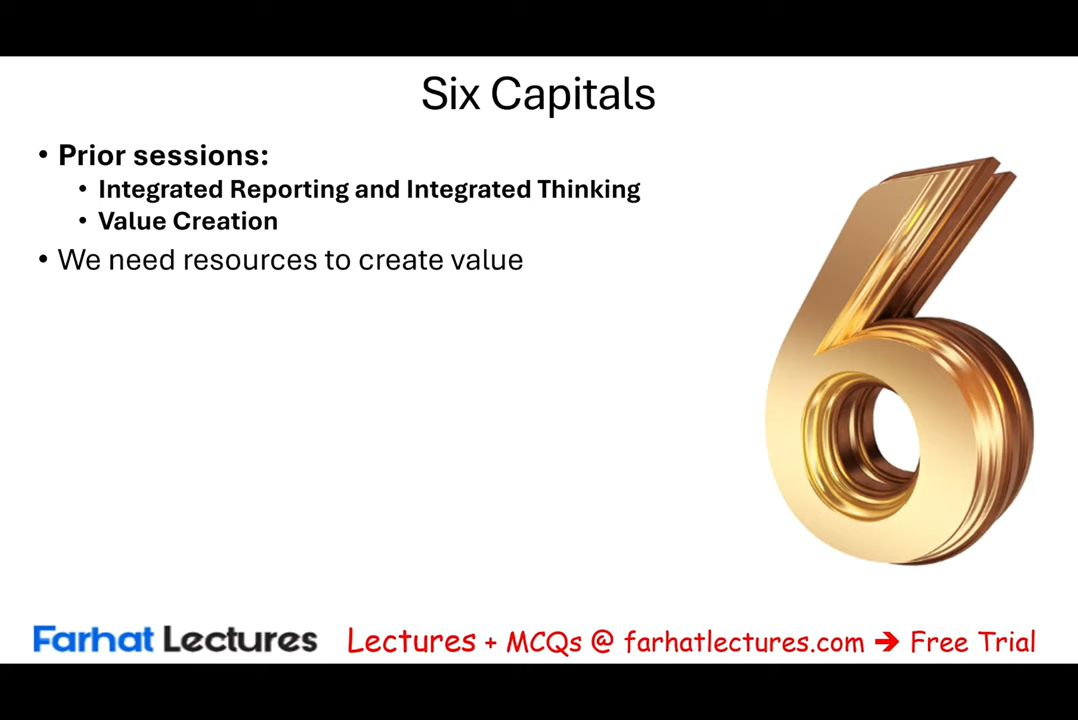 Six Capitals
• Prior sessions:
• Integrated Reporting and Integrated Thinking
• Value Creation
• We need resources to create value
6
Farhat Lectures Lectures + MCQs @ farhatlectures.com ➔ Free Trial